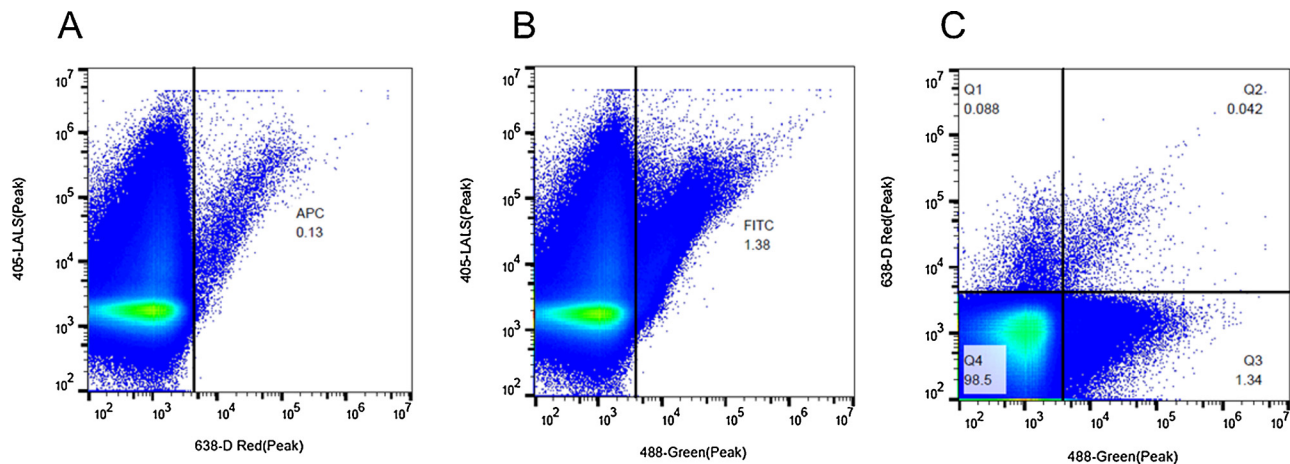 A
10^7
10^6
10^5
10^4
10^3
10^2
405-LALS(Peak)
APC
0.13
10^2 10^3 10^4 10^5 10^6 10^7
638-D Red(Peak)
B
10^7
10^6
10^5
10^4
10^3
10^2
405-LALS(Peak)
FITC
1.38
10^2 10^3 10^4 10^5 10^6 10^7
488-Green(Peak)
C
10^7
10^6
10^5
10^4
10^3
10^2
638-D Red(Peak)
Q1
0.088
Q2
0.042
Q4
98.5
Q3
1.34
10^2 10^3 10^4 10^5 10^6 10^7
488-Green(Peak)